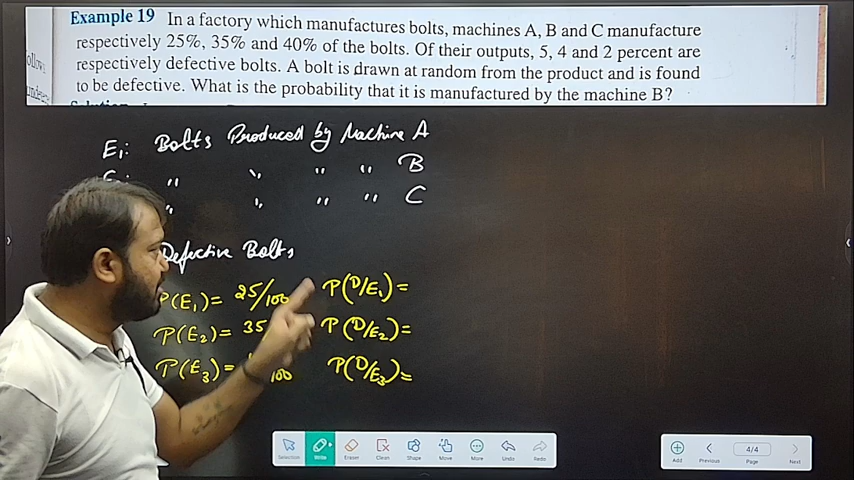 Example 19 In a factory which manufactures bolts, machines A, B and C manufacture
respectively 25%, 35% and 40% of the bolts. Of their outputs, 5, 4 and 2 percent are
respectively defective bolts. A bolt is drawn at random from the product and is found
to be defective. What is the probability that it is manufactured by the machine B?
E₁: Bolts Produced by Machine A
" " " " B
" " " " C
Defective Bolts
P(E₁) = 25/100 P(D/E₁) =
P(E₂) = 35 P(D/E₂) =
P(E₃) = /100 P(D/E₃) =
Selection Write Eraser Clean Shape Move More Undo Redo
Add Previous 4/4 Page Next